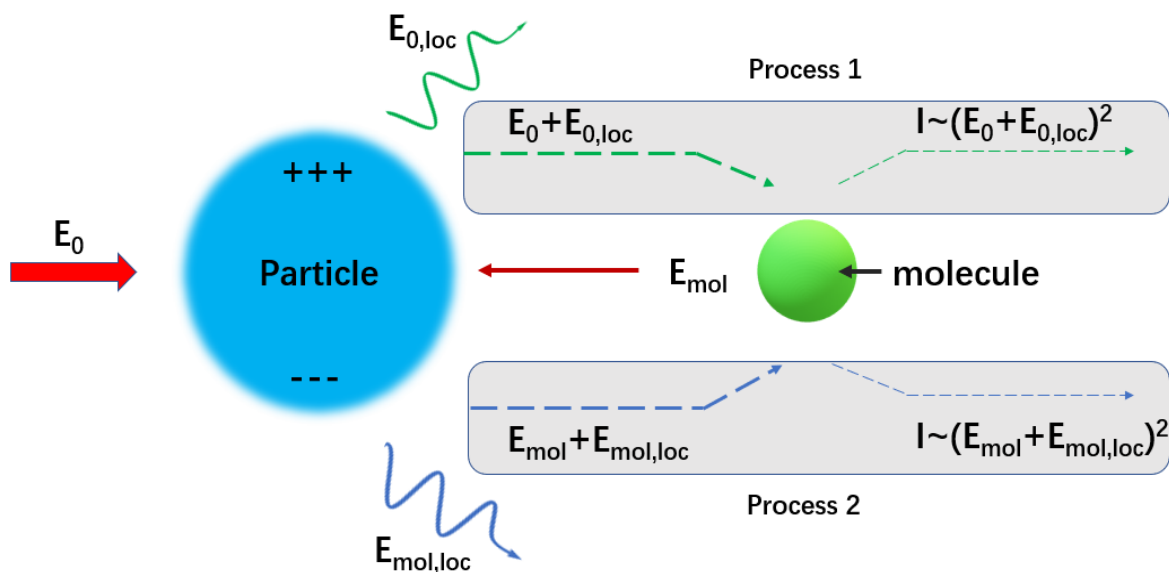 E0,loc
Process 1
E0+E0,loc
I~(E0+E0,loc)2
+++
E0
Particle
Emol
molecule
---
Emol+Emol,loc
I~(Emol+Emol,loc)2
Process 2
Emol,loc